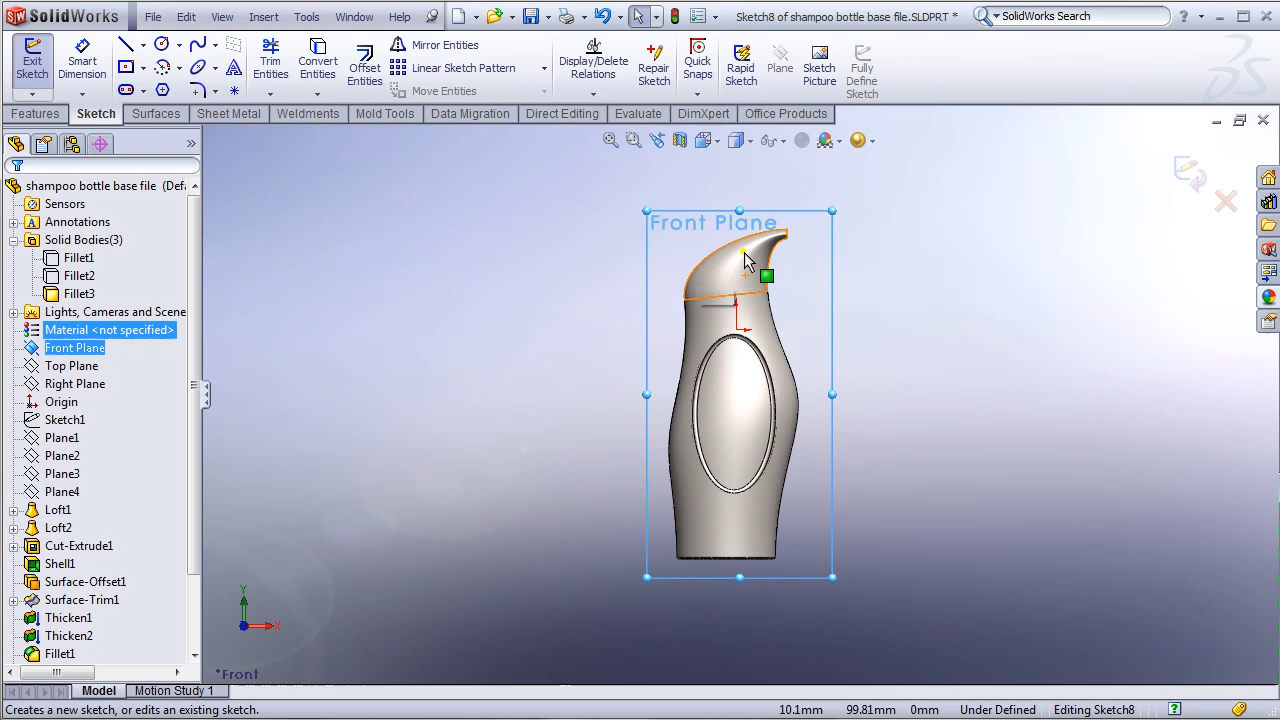 SolidWorks File Edit View Insert Tools Window Help Sketch8 of shampoo bottle base file.SLDPRT * SolidWorks Search ?
Exit Sketch
Smart Dimension
Trim Entities
Convert Entities
Offset Entities
Mirror Entities
Linear Sketch Pattern
Move Entities
Display/Delete Relations
Repair Sketch
Quick Snaps
Rapid Sketch
Plane
Sketch Picture
Fully Define Sketch
Features Sketch Surfaces Sheet Metal Weldments Mold Tools Data Migration Direct Editing Evaluate DimXpert Office Products
shampoo bottle base file (Defa
Sensors
Annotations
Solid Bodies(3)
Fillet1
Fillet2
Fillet3
Lights, Cameras and Scene
Material <not specified>
Front Plane
Top Plane
Right Plane
Origin
Sketch1
Plane1
Plane2
Plane3
Plane4
Loft1
Loft2
Cut-Extrude1
Shell1
Surface-Offset1
Surface-Trim1
Thicken1
Thicken2
Fillet1
Front Plane
Y
X
*Front
Model Motion Study 1
Creates a new sketch, or edits an existing sketch. 10.1mm 99.81mm 0mm Under Defined Editing Sketch8 ?